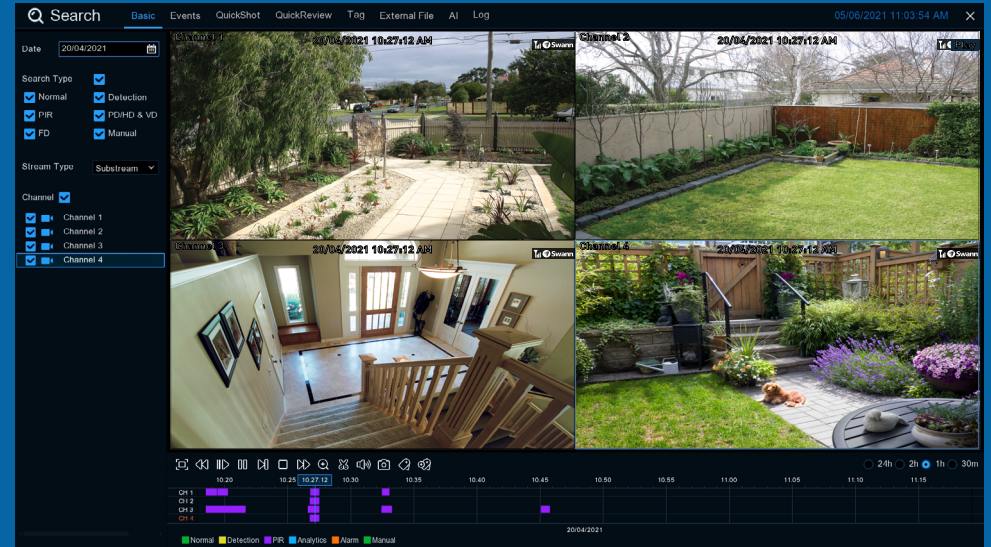 Search Basic Events QuickShot QuickReview Tag External File AI Log 05/06/2021 11:03:54 AM
Date 20/04/2021
Search Type
Normal Detection
PIR PD/HD & VD
FD Manual
Stream Type Substream
Channel
Channel 1
Channel 2
Channel 3
Channel 4
Channel 1 20/04/2021 10:27:12 AM Swann
Channel 2 20/04/2021 10:27:12 AM Play
Channel 3 20/04/2021 10:27:12 AM Swann
Channel 4 20/04/2021 10:27:12 AM Swann
24h 2h 1h 30m
10.20 10.25 10.27.12 10.30 10.35 10.40 10.45 10.50 10.55 11.00 11.05 11.10 11.15
CH 1
CH 2
CH 3
CH 4
20/04/2021
Normal Detection PIR Analytics Alarm Manual